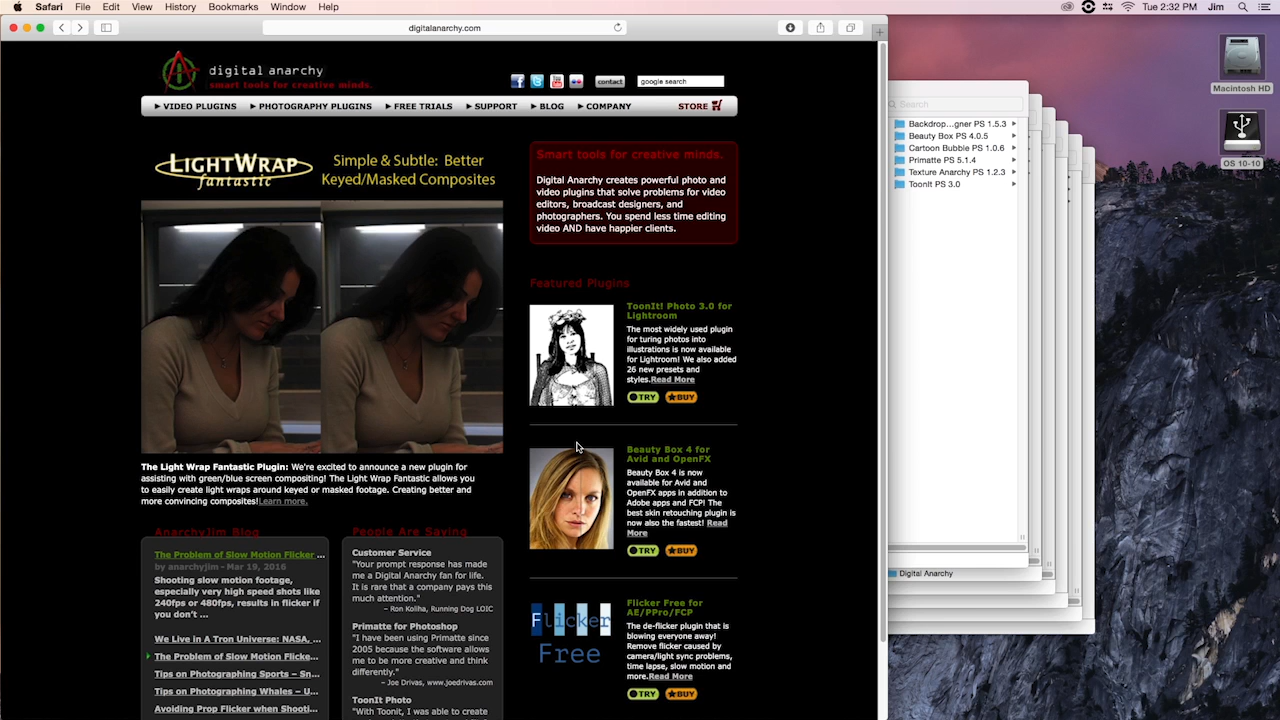 Safari File Edit View History Bookmarks Window Help
Tue 2:32 PM Jim
digitalanarchy.com
digital anarchy
smart tools for creative minds.
contact
google search
VIDEO PLUGINS PHOTOGRAPHY PLUGINS FREE TRIALS SUPPORT BLOG COMPANY STORE
LIGHTWRAP
fantastic
Simple & Subtle: Better
Keyed/Masked Composites
The Light Wrap Fantastic Plugin: We're excited to announce a new plugin for
assisting with green/blue screen compositing! The Light Wrap Fantastic allows you
to easily create light wraps around keyed or masked footage. Creating better and
more convincing composites!Learn more.
AnarchyJim Blog
The Problem of Slow Motion Flicker ...
by anarchyjim - Mar 19, 2016
Shooting slow motion footage,
especially very high speed shots like
240fps or 480fps, results in flicker if
you don't ...
We Live in A Tron Universe: NASA, ...
The Problem of Slow Motion Flicke...
Tips on Photographing Sports – Sn...
Tips on Photographing Whales – U...
Avoiding Prop Flicker when Shooti...
People Are Saying
Customer Service
"Your prompt response has made
me a Digital Anarchy fan for life.
It is rare that a company pays this
much attention."
– Ron Koliha, Running Dog LOIC
Primatte for Photoshop
"I have been using Primatte since
2005 because the software allows
me to be more creative and think
differently."
– Joe Drivas, www.joedrivas.com
ToonIt Photo
"With Toonit, I was able to create
Smart tools for creative minds.
Digital Anarchy creates powerful photo and
video plugins that solve problems for video
editors, broadcast designers, and
photographers. You spend less time editing
video AND have happier clients.
Featured Plugins
ToonIt! Photo 3.0 for
Lightroom
The most widely used plugin
for turing photos into
illustrations is now available
for Lightroom! We also added
26 new presets and
styles.Read More
TRY BUY
Beauty Box 4 for
Avid and OpenFX
Beauty Box 4 is now
available for Avid and
OpenFX apps in addition to
Adobe apps and FCP! The
best skin retouching plugin is
now also the fastest! Read
More
TRY BUY
Flicker
Free
Flicker Free for
AE/PPro/FCP
The de-flicker plugin that is
blowing everyone away!
Remove flicker caused by
camera/light sync problems,
time lapse, slow motion and
more.Read More
TRY BUY
Search
Backdrop...gner PS 1.5.3
Beauty Box PS 4.0.5
Cartoon Bubble PS 1.0.6
Primatte PS 5.1.4
Texture Anarchy PS 1.2.3
ToonIt PS 3.0
Digital Anarchy
Macintosh HD
OS 10-10